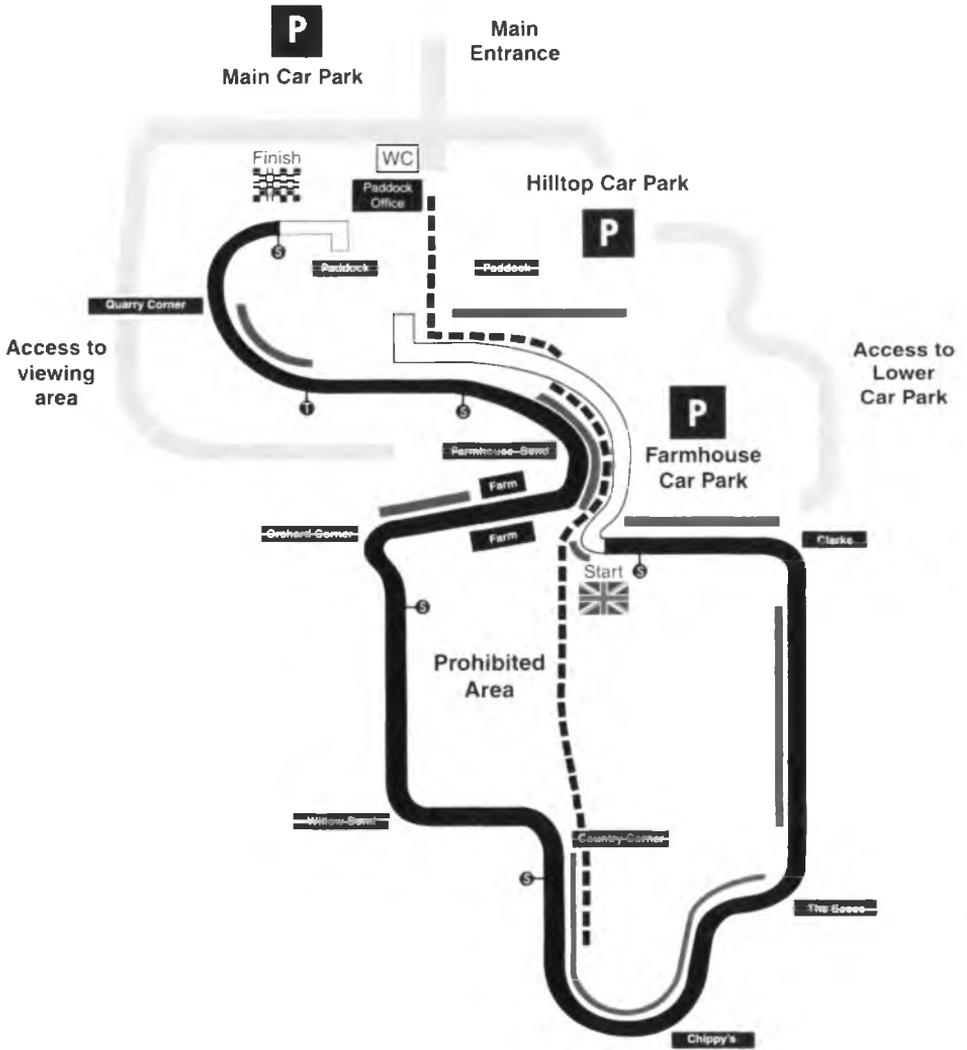 P
Main Car Park
Main
Entrance
Finish
WC
Paddock
Office
Hilltop Car Park
P
S
Paddock
Paddock
Quarry Corner
Access to
viewing
area
Access to
Lower
Car Park
P
T
S
Farmhouse Bend
Farmhouse
Car Park
Farm
Orchard Corner
Farm
Clarks
Start
S
S
Prohibited
Area
Willow Bend
Country Corner
S
The Esses
Chippy's